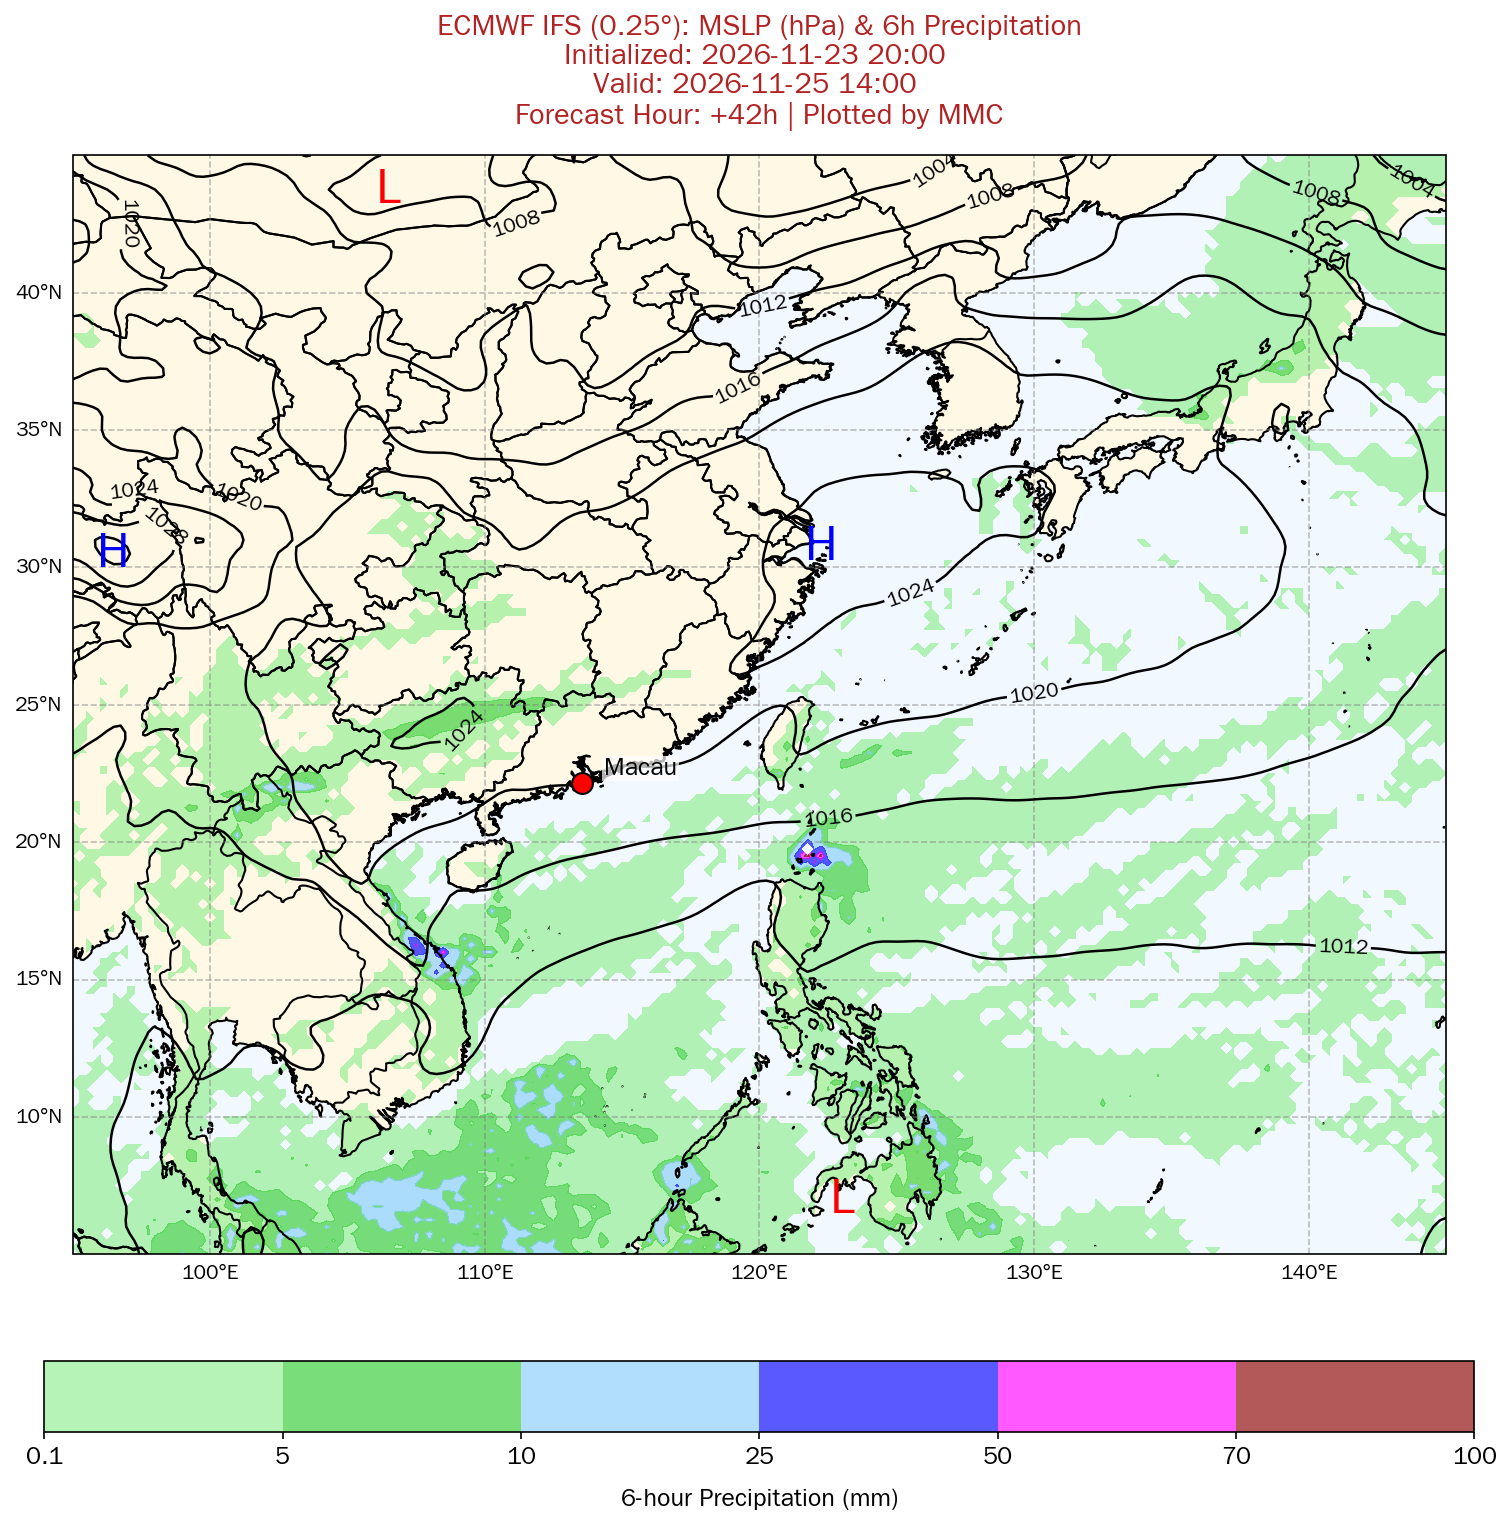 ECMWF IFS (0.25°): MSLP (hPa) & 6h Precipitation
Initialized: 2026-11-23 20:00
Valid: 2026-11-25 14:00
Forecast Hour: +42h | Plotted by MMC
L
1004
1008
1004
1008
1020
1008
40°N
1012
1016
35°N
1024
1020
1028
H
H
30°N
1024
1020
25°N
1024
Macau
1016
20°N
1012
15°N
10°N
L
100°E
110°E
120°E
130°E
140°E
0.1
5
10
25
50
70
100
6-hour Precipitation (mm)